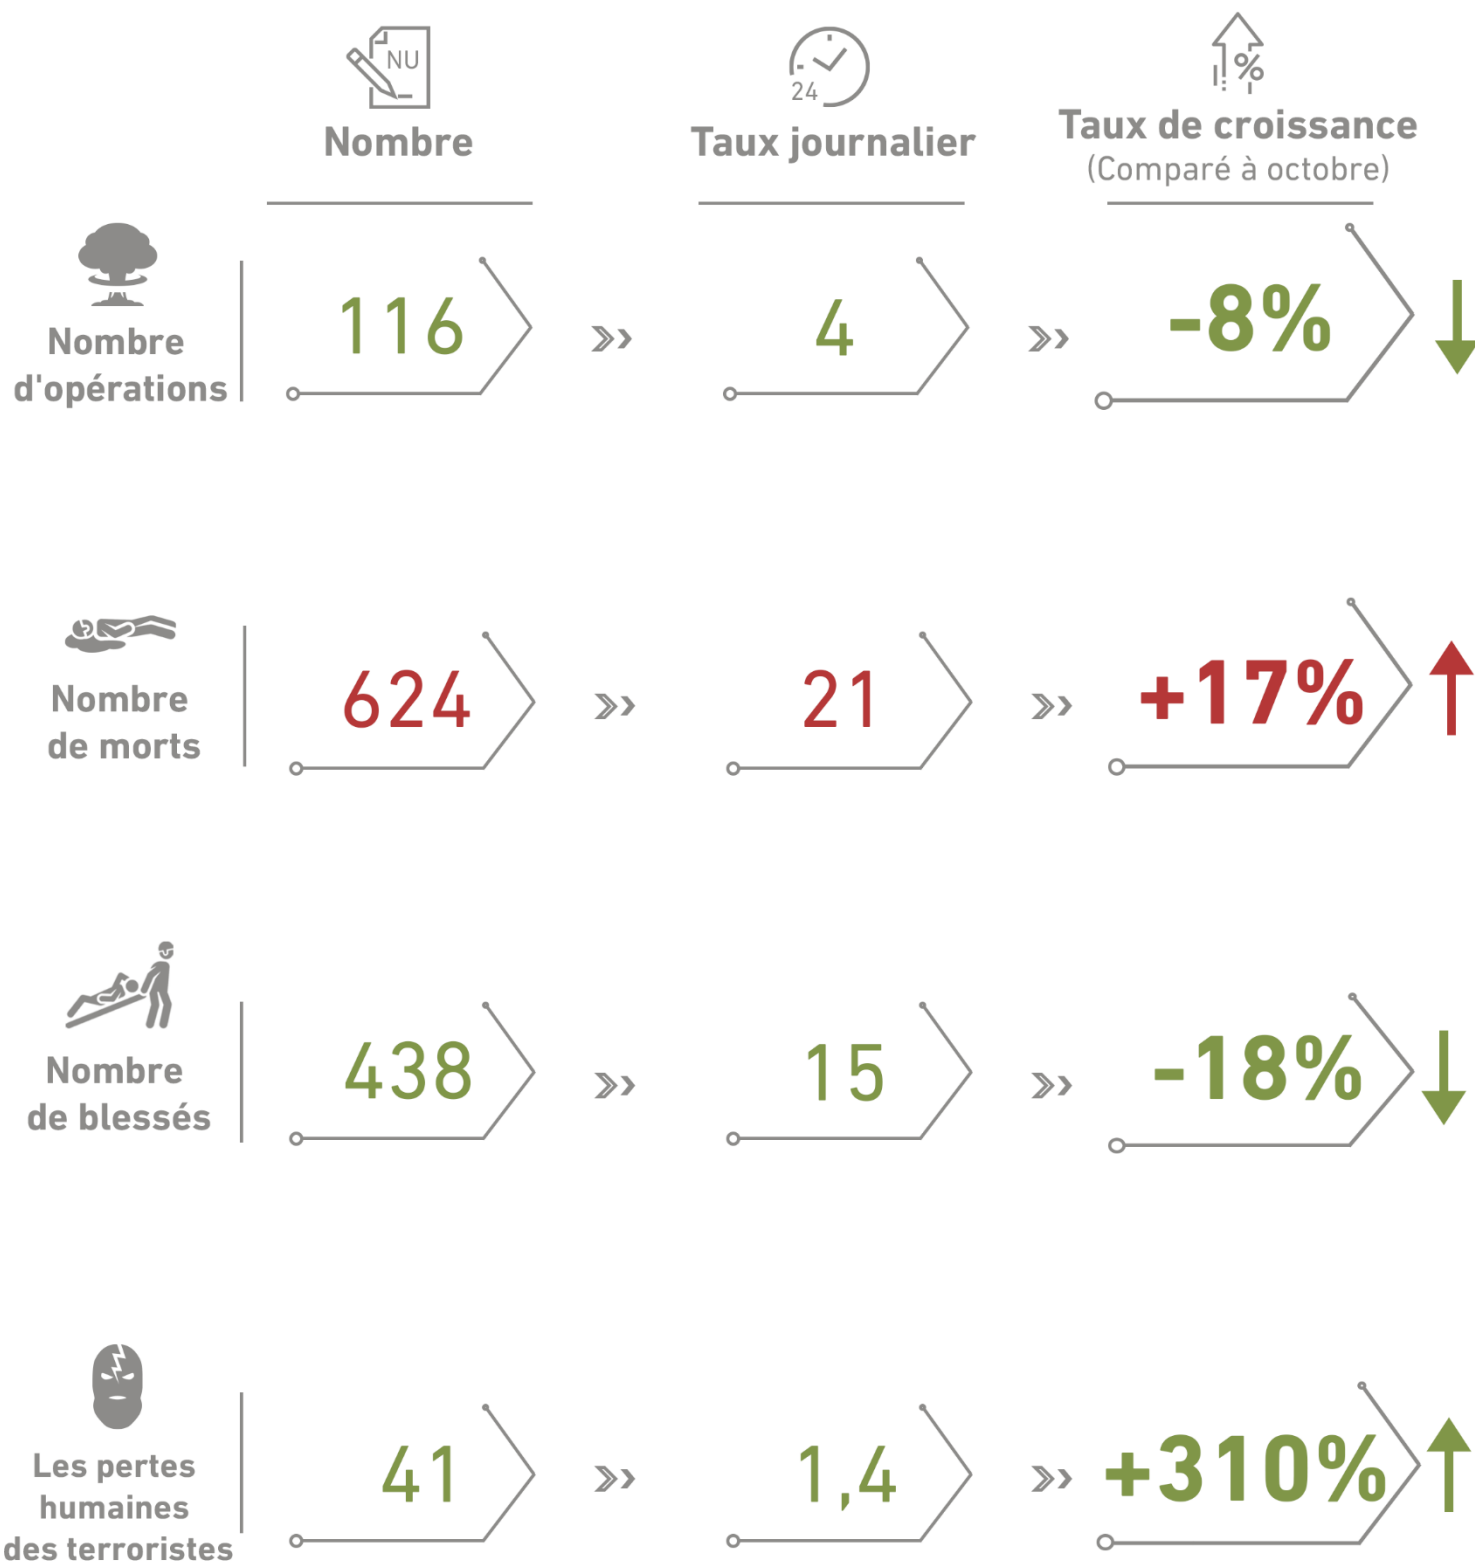 NU
Nombre
24
Taux journalier
%
Taux de croissance
(Comparé à octobre)
Nombre
d'opérations
116
4
-8%
Nombre
de morts
624
21
+17%
Nombre
de blessés
438
15
-18%
Les pertes
humaines
des terroristes
41
1,4
+310%